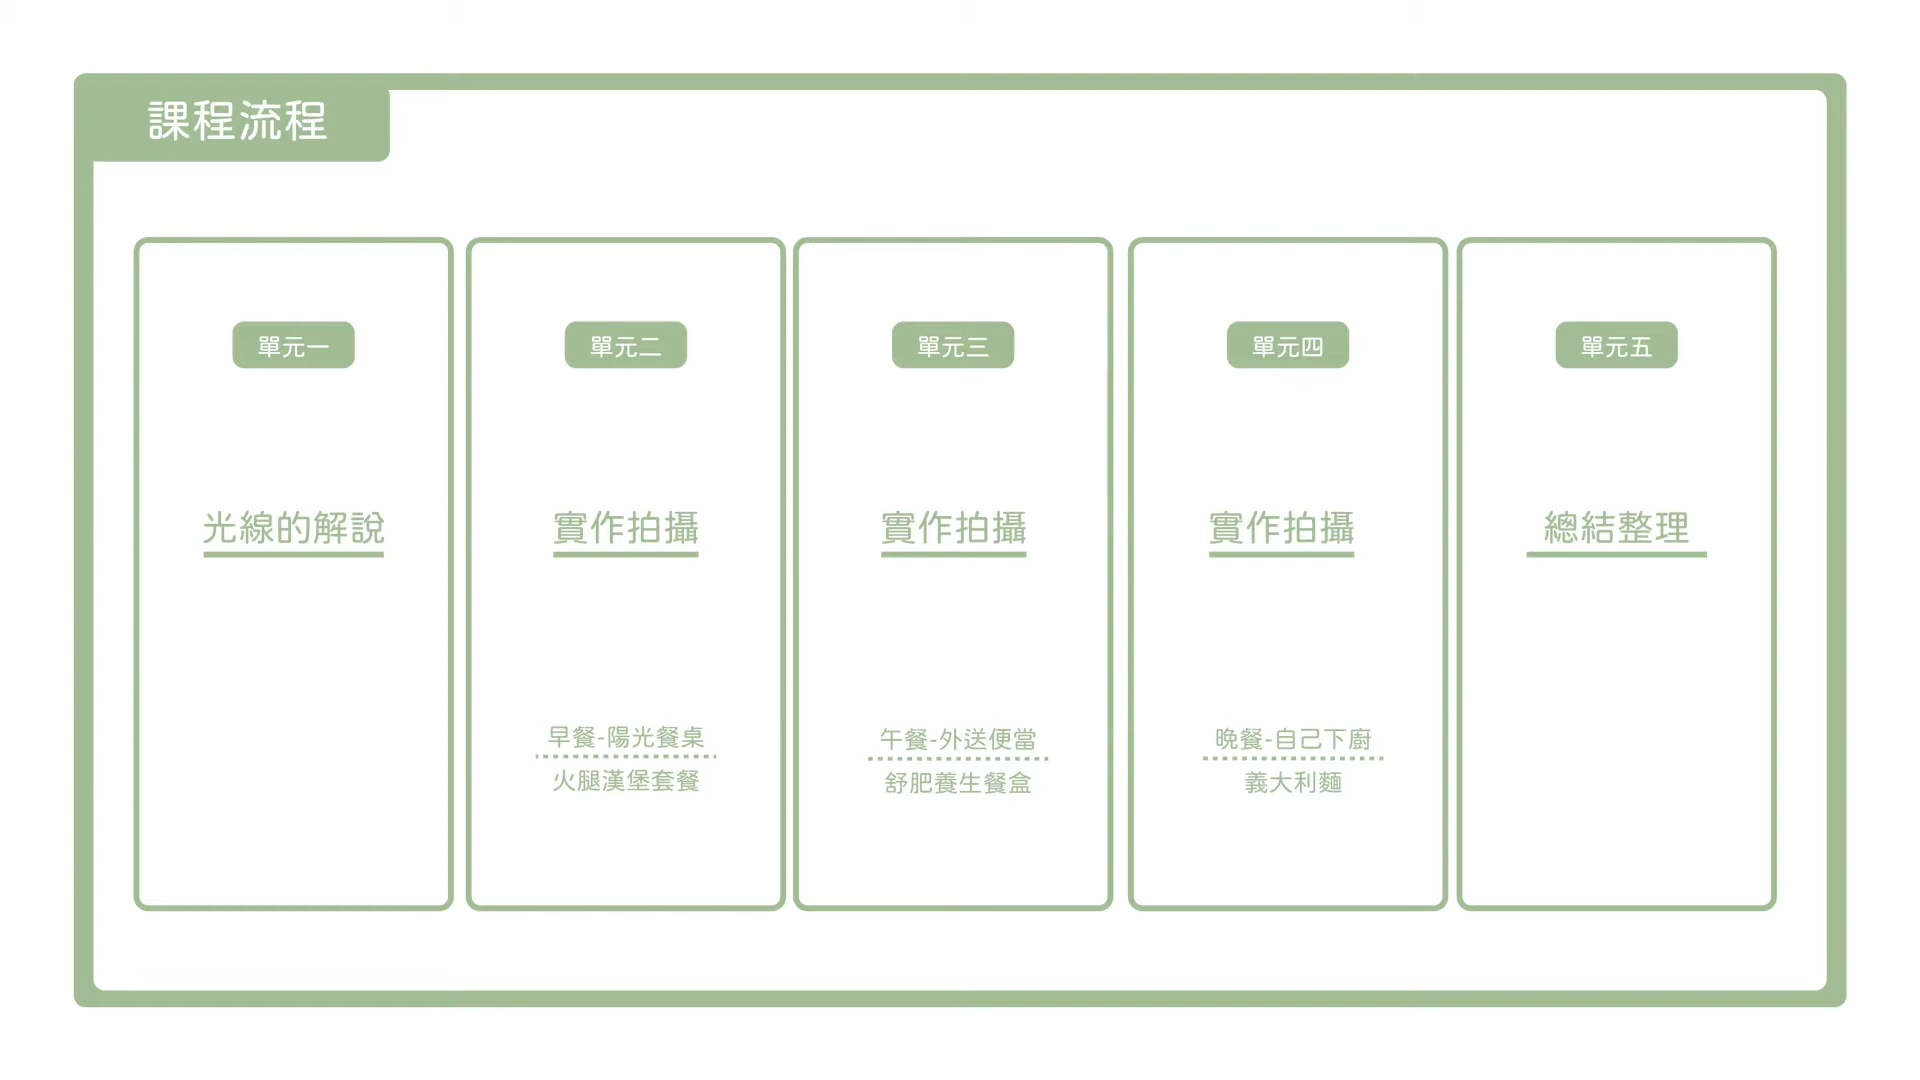 課程流程
單元一
光線的解說
單元二
實作拍攝
早餐-陽光餐桌
火腿漢堡套餐
單元三
實作拍攝
午餐-外送便當
舒肥養生餐盒
單元四
實作拍攝
晚餐-自己下廚
義大利麵
單元五
總結整理